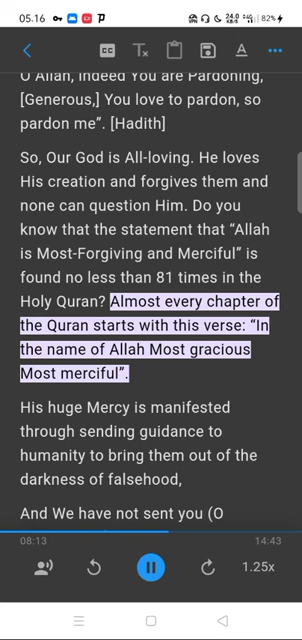 05.16
24.0
KB/S
82%
CC
A
O Allah, indeed You are Pardoning,
[Generous,] You love to pardon, so
pardon me”. [Hadith]
So, Our God is All-loving. He loves
His creation and forgives them and
none can question Him. Do you
know that the statement that “Allah
is Most-Forgiving and Merciful” is
found no less than 81 times in the
Holy Quran? Almost every chapter of
the Quran starts with this verse: “In
the name of Allah Most gracious
Most merciful”.
His huge Mercy is manifested
through sending guidance to
humanity to bring them out of the
darkness of falsehood,
And We have not sent you (O
08:13
14:43
1.25x